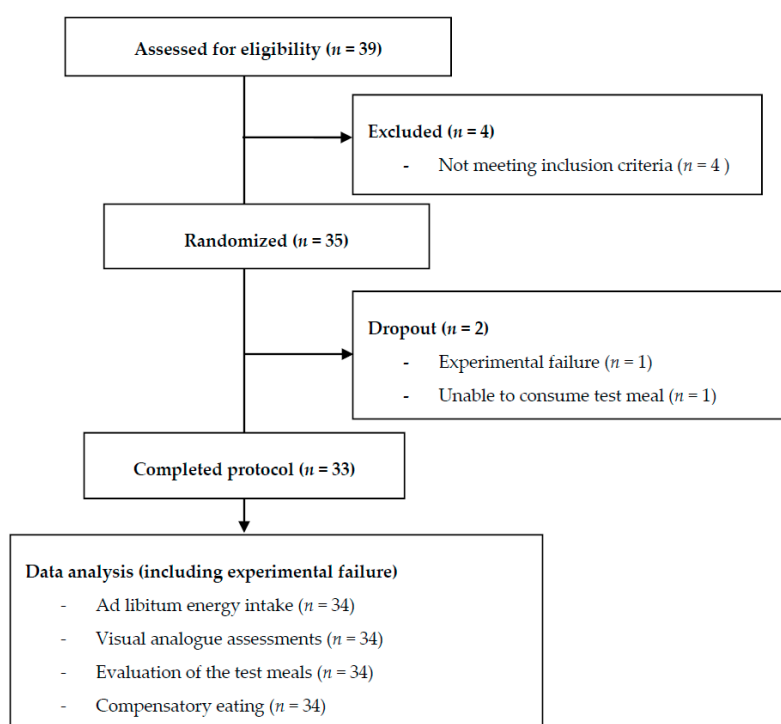 Assessed for eligibility (n = 39)
Excluded (n = 4)
- Not meeting inclusion criteria (n = 4 )
Randomized (n = 35)
Dropout (n = 2)
- Experimental failure (n = 1)
- Unable to consume test meal (n = 1)
Completed protocol (n = 33)
Data analysis (including experimental failure)
- Ad libitum energy intake (n = 34)
- Visual analogue assessments (n = 34)
- Evaluation of the test meals (n = 34)
- Compensatory eating (n = 34)